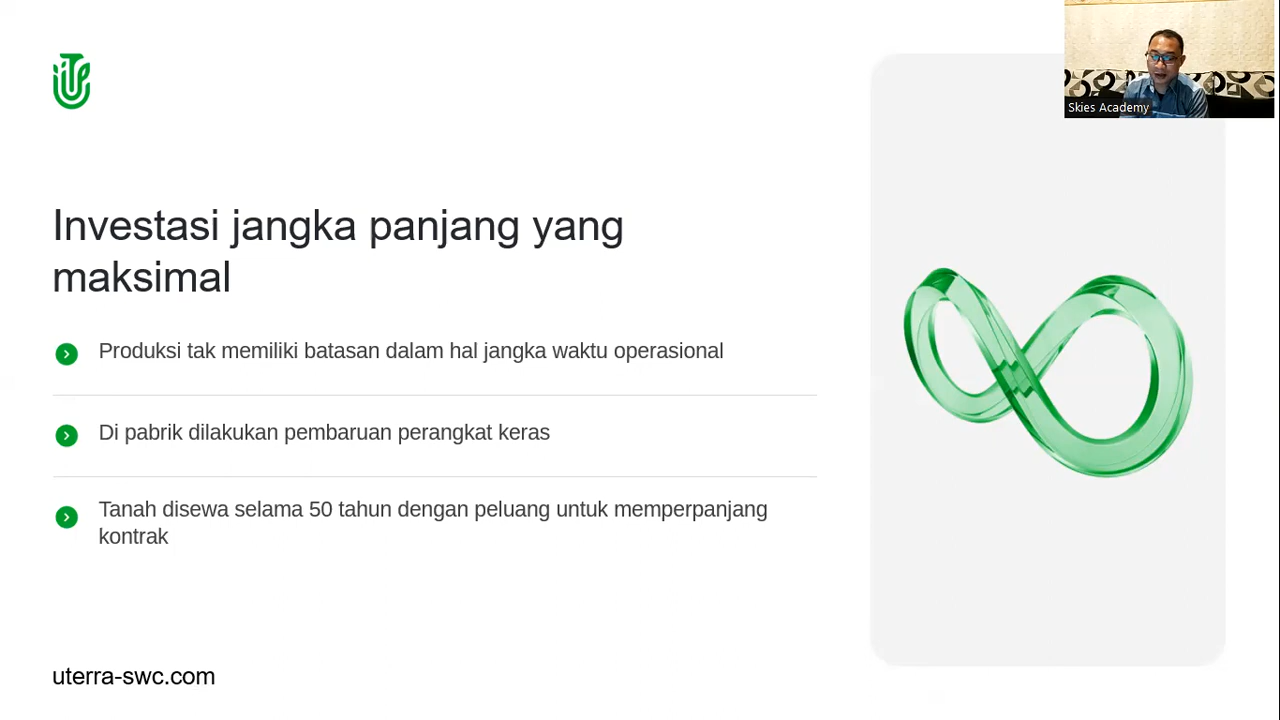 Skies Academy
Investasi jangka panjang yang
maksimal
Produksi tak memiliki batasan dalam hal jangka waktu operasional
Di pabrik dilakukan pembaruan perangkat keras
Tanah disewa selama 50 tahun dengan peluang untuk memperpanjang
kontrak
uterra-swc.com